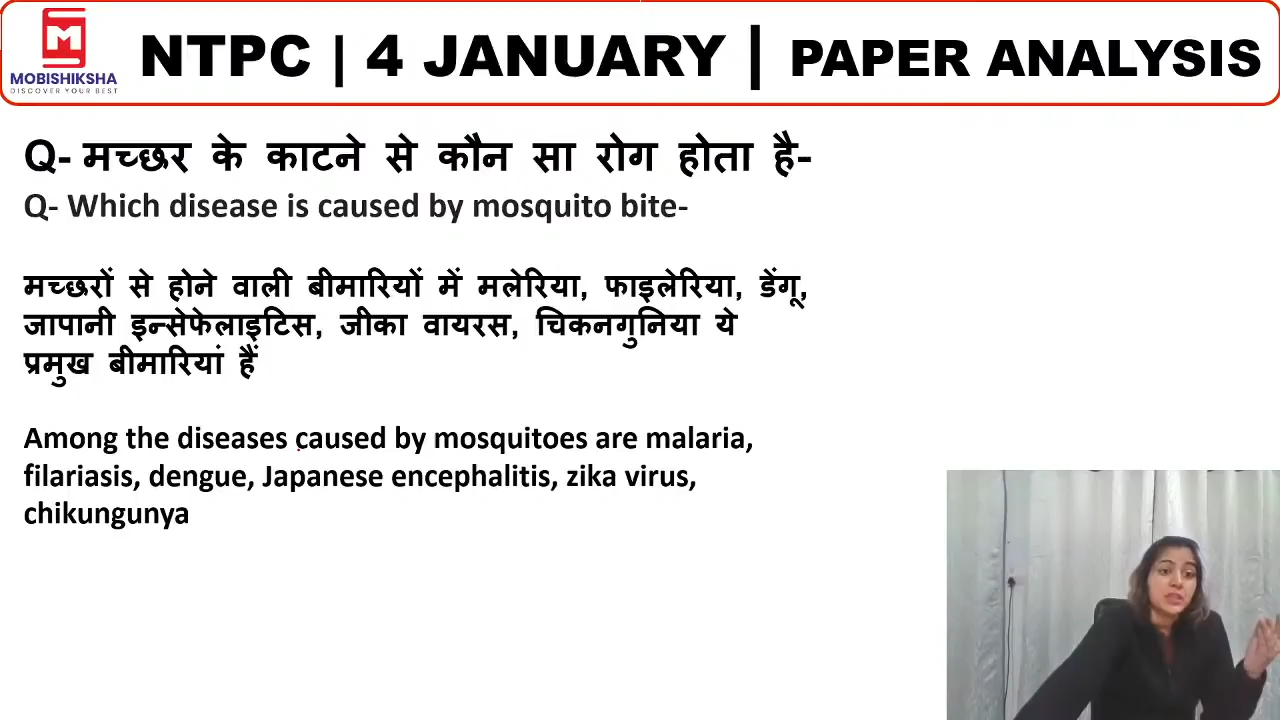 MOBISHIKSHA
DISCOVER YOUR BEST
NTPC | 4 JANUARY | PAPER ANALYSIS
Q- मच्छर के काटने से कौन सा रोग होता है-
Q- Which disease is caused by mosquito bite-
मच्छरों से होने वाली बीमारियों में मलेरिया, फाइलेरिया, डेंगू,
जापानी इन्सेफेलाइटिस, जीका वायरस, चिकनगुनिया ये
प्रमुख बीमारियां हैं
Among the diseases caused by mosquitoes are malaria,
filariasis, dengue, Japanese encephalitis, zika virus,
chikungunya